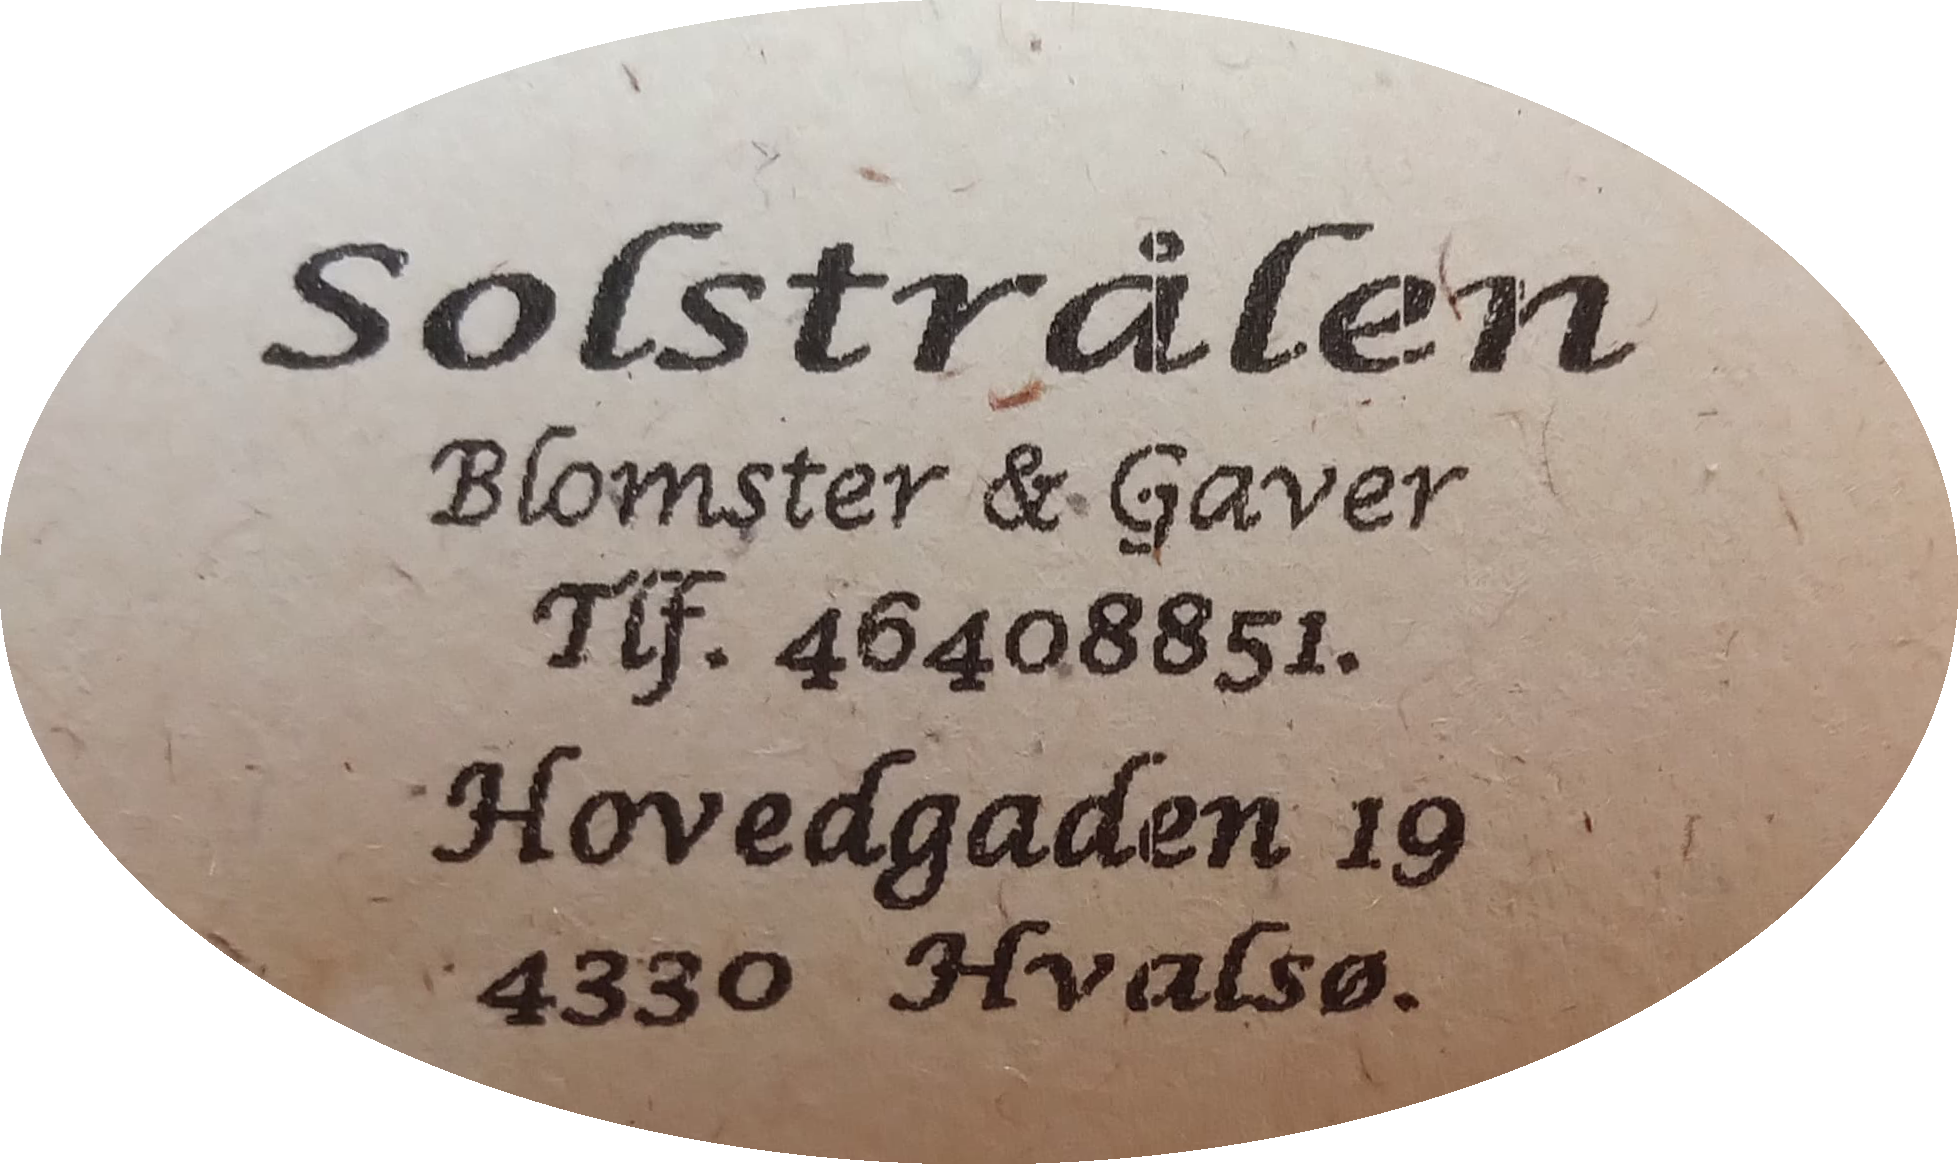 Solstrålen
Blomster & Gaver
Tlf. 46408851.
Hovedgaden 19
4330 Hvalsø.